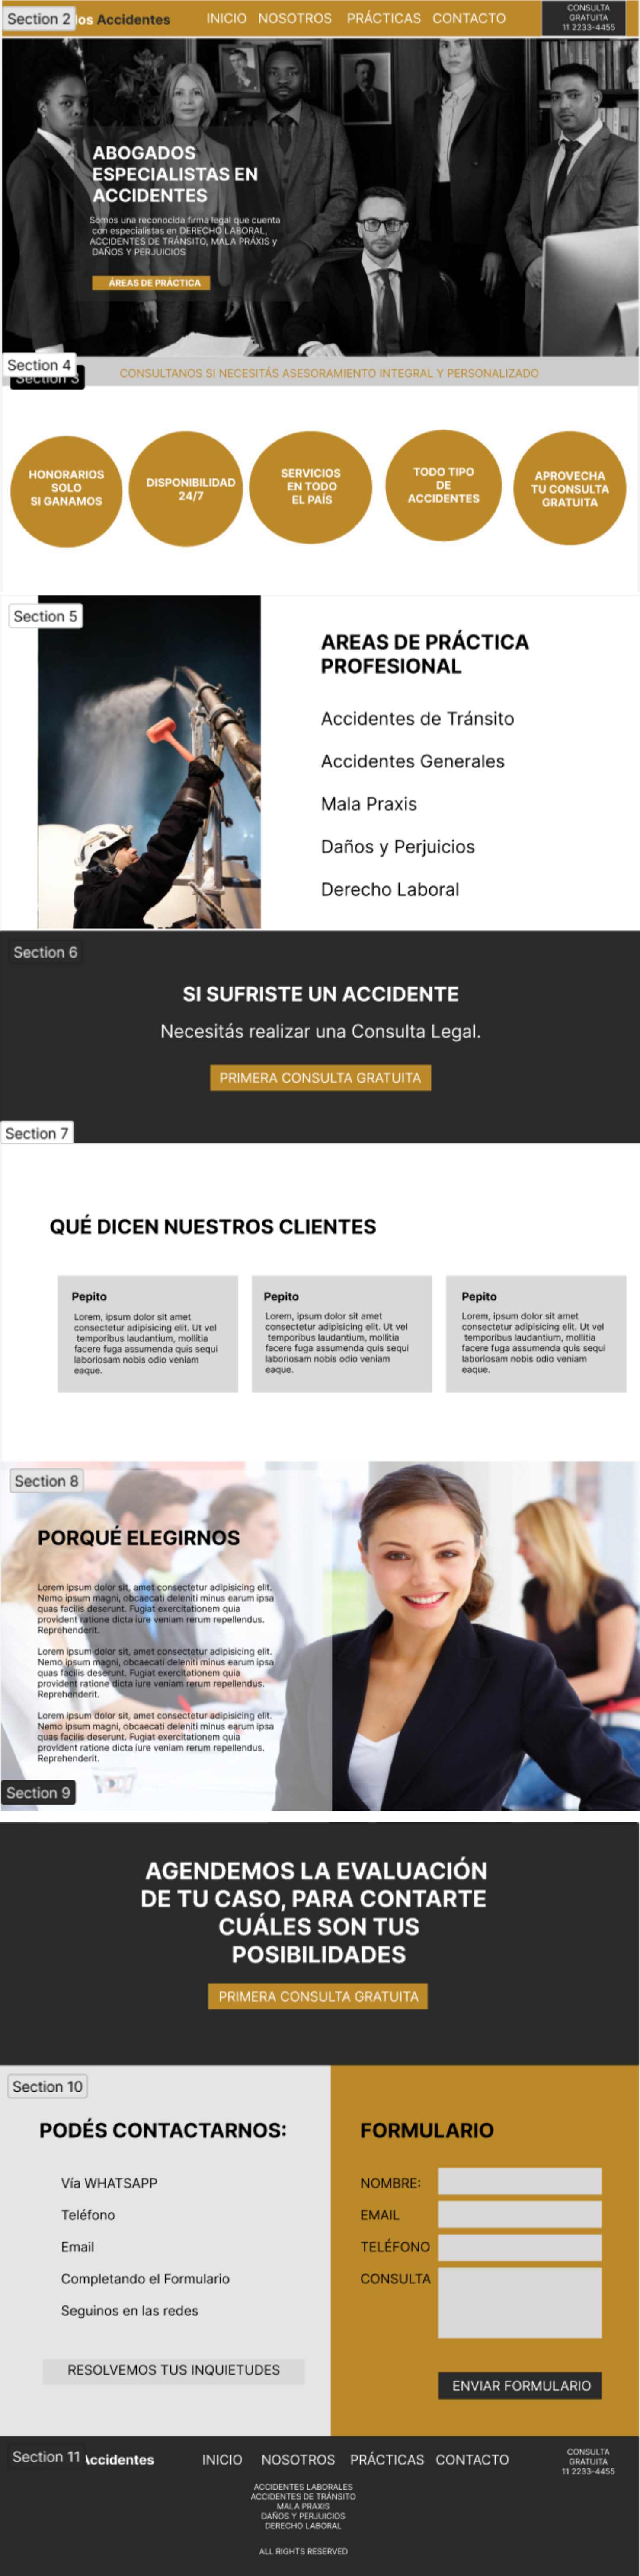 Section 2
los Accidentes
INICIO NOSOTROS PRÁCTICAS CONTACTO
CONSULTA
GRATUITA
11 2233-4455
ABOGADOS
ESPECIALISTAS EN
ACCIDENTES
Somos una reconocida firma legal que cuenta
con especialistas en DERECHO LABORAL,
ACCIDENTES DE TRÁNSITO, MALA PRÁXIS y
DAÑOS Y PERJUICIOS
ÁREAS DE PRÁCTICA
Section 4
Section 3
CONSULTANOS SI NECESITÁS ASESORAMIENTO INTEGRAL Y PERSONALIZADO
HONORARIOS
SOLO
SI GANAMOS
DISPONIBILIDAD
24/7
SERVICIOS
EN TODO
EL PAÍS
TODO TIPO
DE
ACCIDENTES
APROVECHA
TU CONSULTA
GRATUITA
Section 5
AREAS DE PRÁCTICA
PROFESIONAL
Accidentes de Tránsito
Accidentes Generales
Mala Praxis
Daños y Perjuicios
Derecho Laboral
Section 6
SI SUFRISTE UN ACCIDENTE
Necesitás realizar una Consulta Legal.
PRIMERA CONSULTA GRATUITA
Section 7
QUÉ DICEN NUESTROS CLIENTES
Pepito
Lorem, ipsum dolor sit amet
consectetur adipisicing elit. Ut vel
temporibus laudantium, mollitia
facere fuga assumenda quis sequi
laboriosam nobis odio veniam
eaque.
Pepito
Lorem, ipsum dolor sit amet
consectetur adipisicing elit. Ut vel
temporibus laudantium, mollitia
facere fuga assumenda quis sequi
laboriosam nobis odio veniam
eaque.
Pepito
Lorem, ipsum dolor sit amet
consectetur adipisicing elit. Ut vel
temporibus laudantium, mollitia
facere fuga assumenda quis sequi
laboriosam nobis odio veniam
eaque.
Section 8
PORQUÉ ELEGIRNOS
Lorem ipsum dolor sit, amet consectetur adipisicing elit.
Nemo ipsum magni, obcaecati deleniti minus earum ipsa
quas facilis deserunt. Fugiat exercitationem quia
provident ratione dicta iure veniam rerum repellendus.
Reprehenderit.
Lorem ipsum dolor sit, amet consectetur adipisicing elit.
Nemo ipsum magni, obcaecati deleniti minus earum ipsa
quas facilis deserunt. Fugiat exercitationem quia
provident ratione dicta iure veniam rerum repellendus.
Reprehenderit.
Lorem ipsum dolor sit, amet consectetur adipisicing elit.
Nemo ipsum magni, obcaecati deleniti minus earum ipsa
quas facilis deserunt. Fugiat exercitationem quia
provident ratione dicta iure veniam rerum repellendus.
Reprehenderit.
Section 9
AGENDEMOS LA EVALUACIÓN
DE TU CASO, PARA CONTARTE
CUÁLES SON TUS
POSIBILIDADES
PRIMERA CONSULTA GRATUITA
Section 10
PODÉS CONTACTARNOS:
Vía WHATSAPP
Teléfono
Email
Completando el Formulario
Seguinos en las redes
RESOLVEMOS TUS INQUIETUDES
FORMULARIO
NOMBRE:
EMAIL
TELÉFONO
CONSULTA
ENVIAR FORMULARIO
Section 11
Accidentes
INICIO NOSOTROS PRÁCTICAS CONTACTO
CONSULTA
GRATUITA
11 2233-4455
ACCIDENTES LABORALES
ACCIDENTES DE TRÁNSITO
MALA PRAXIS
DAÑOS Y PERJUICIOS
DERECHO LABORAL
ALL RIGHTS RESERVED